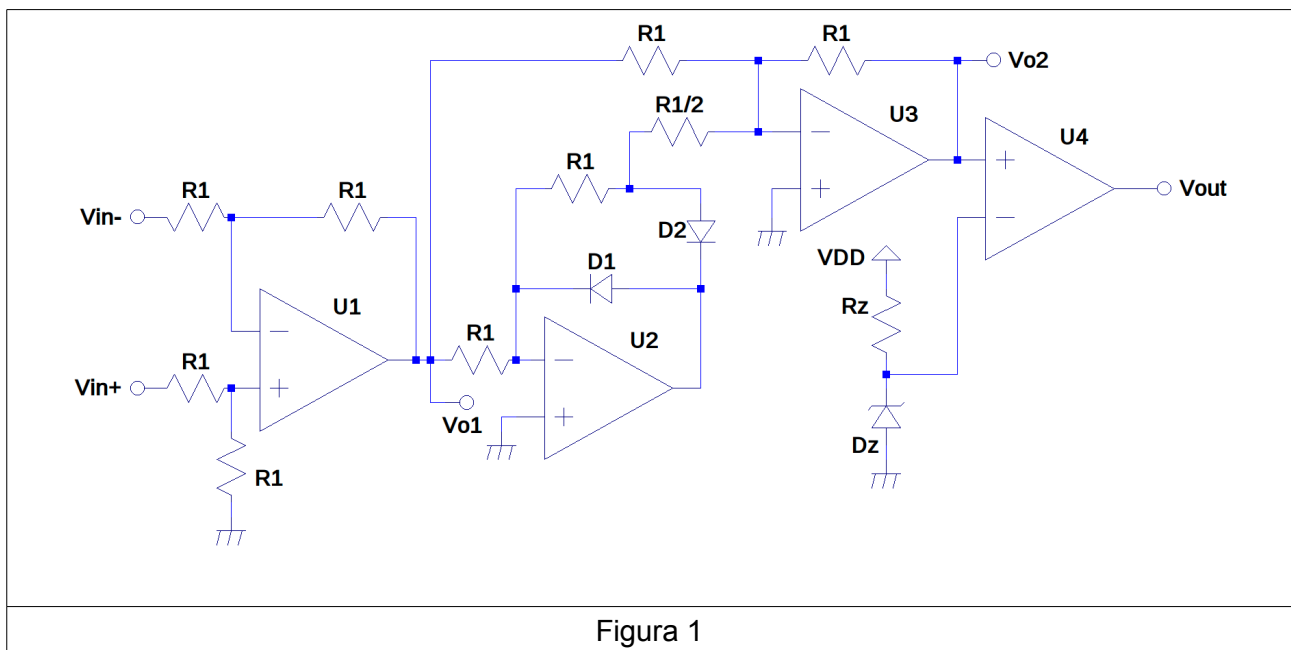 R1
R1
Vo2
R1/2
U3
U4
R1
R1
R1
Vin-
Vout
D2
VDD
D1
U1
Rz
R1
U2
R1
Vin+
Vo1
Dz
R1
Figura 1